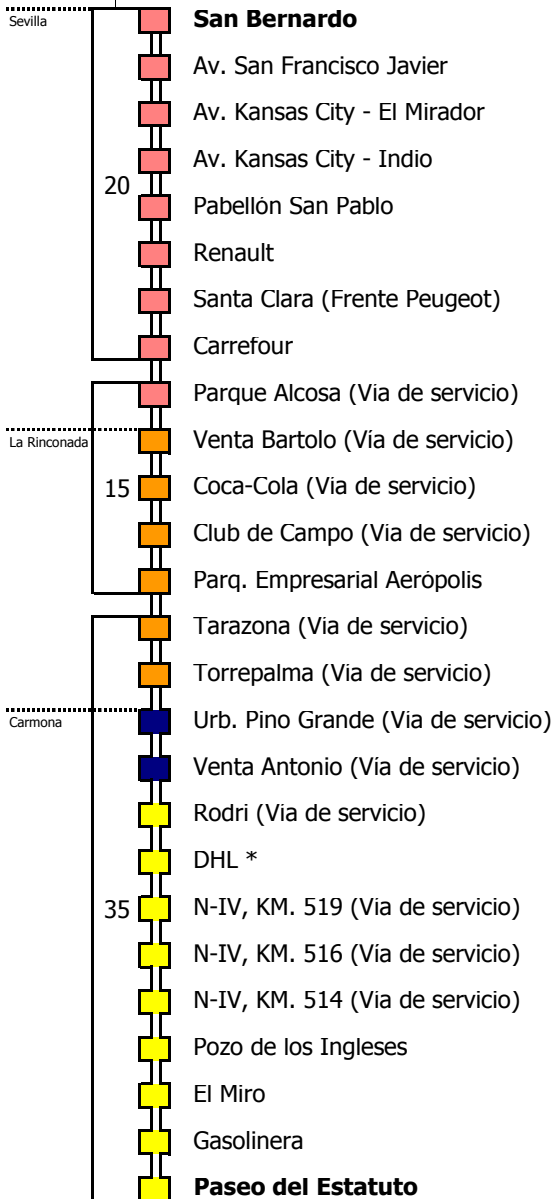 Sevilla
San Bernardo
Av. San Francisco Javier
Av. Kansas City - El Mirador
Av. Kansas City - Indio
20
Pabellón San Pablo
Renault
Santa Clara (Frente Peugeot)
Carrefour
Parque Alcosa (Via de servicio)
La Rinconada
Venta Bartolo (Vía de servicio)
15
Coca-Cola (Via de servicio)
Club de Campo (Via de servicio)
Parq. Empresarial Aerópolis
Tarazona (Via de servicio)
Torrepalma (Via de servicio)
Carmona
Urb. Pino Grande (Via de servicio)
Venta Antonio (Vía de servicio)
Rodri (Via de servicio)
DHL *
35
N-IV, KM. 519 (Via de servicio)
N-IV, KM. 516 (Vía de servicio)
N-IV, KM. 514 (Via de servicio)
Pozo de los Ingleses
El Miro
Gasolinera
Paseo del Estatuto